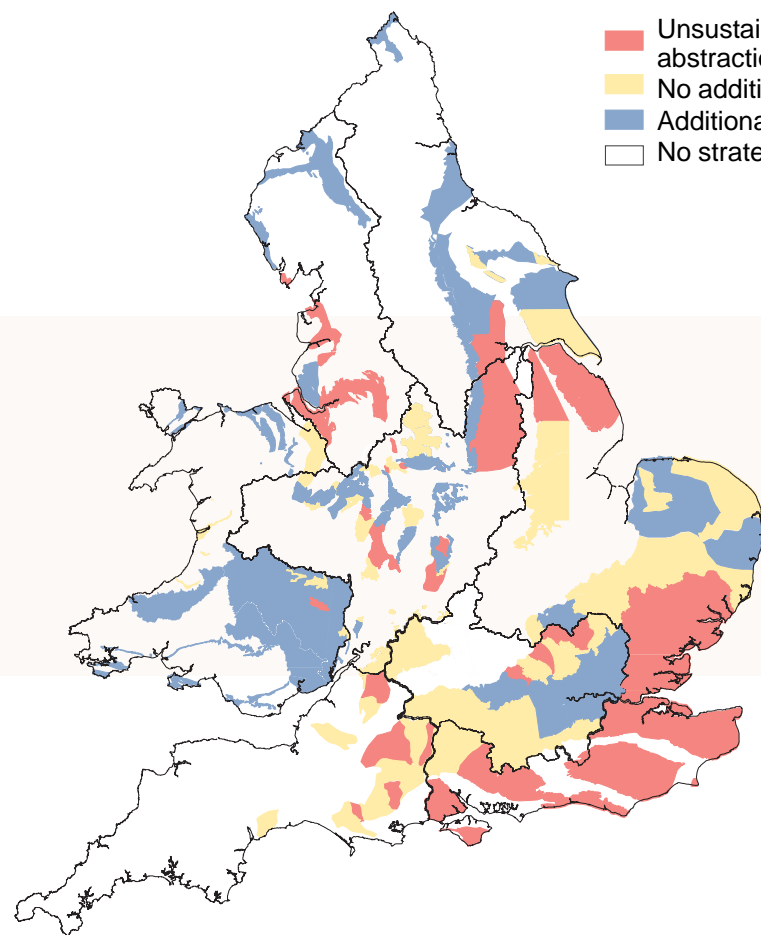 Unsustai
abstractio
No additi
Additiona
No strate